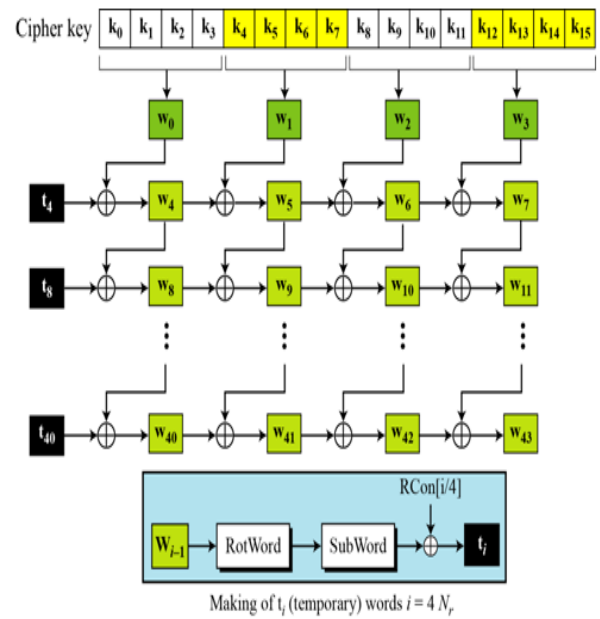 Cipher key k0 k1 k2 k3 k4 k5 k6 k7 k8 k9 k10 k11 k12 k13 k14 k15
w0 w1 w2 w3
t4 w4 w5 w6 w7
t8 w8 w9 w10 w11
t40 w40 w41 w42 w43
RCon[i/4]
Wi–1 RotWord SubWord ti
Making of ti (temporary) words i = 4 Nr